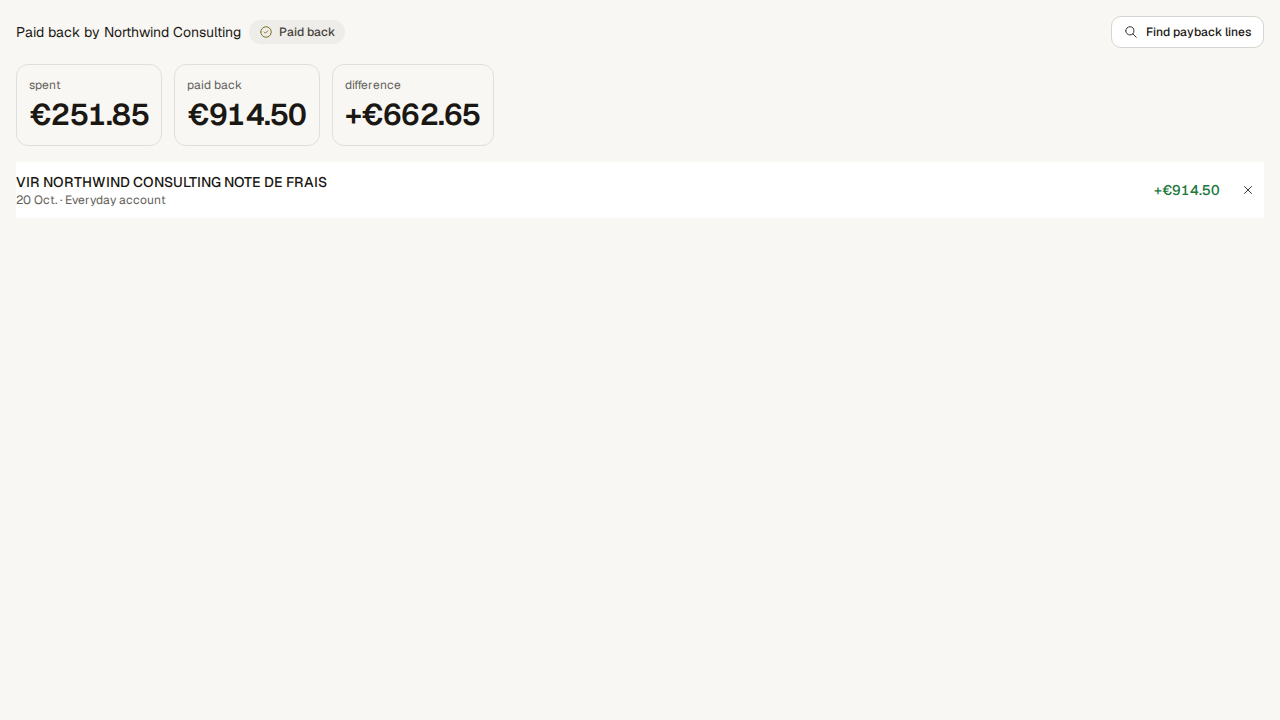 Paid back by Northwind Consulting
Paid back
Find payback lines
spent
€251.85
paid back
€914.50
difference
+€662.65
VIR NORTHWIND CONSULTING NOTE DE FRAIS
20 Oct. · Everyday account
+€914.50